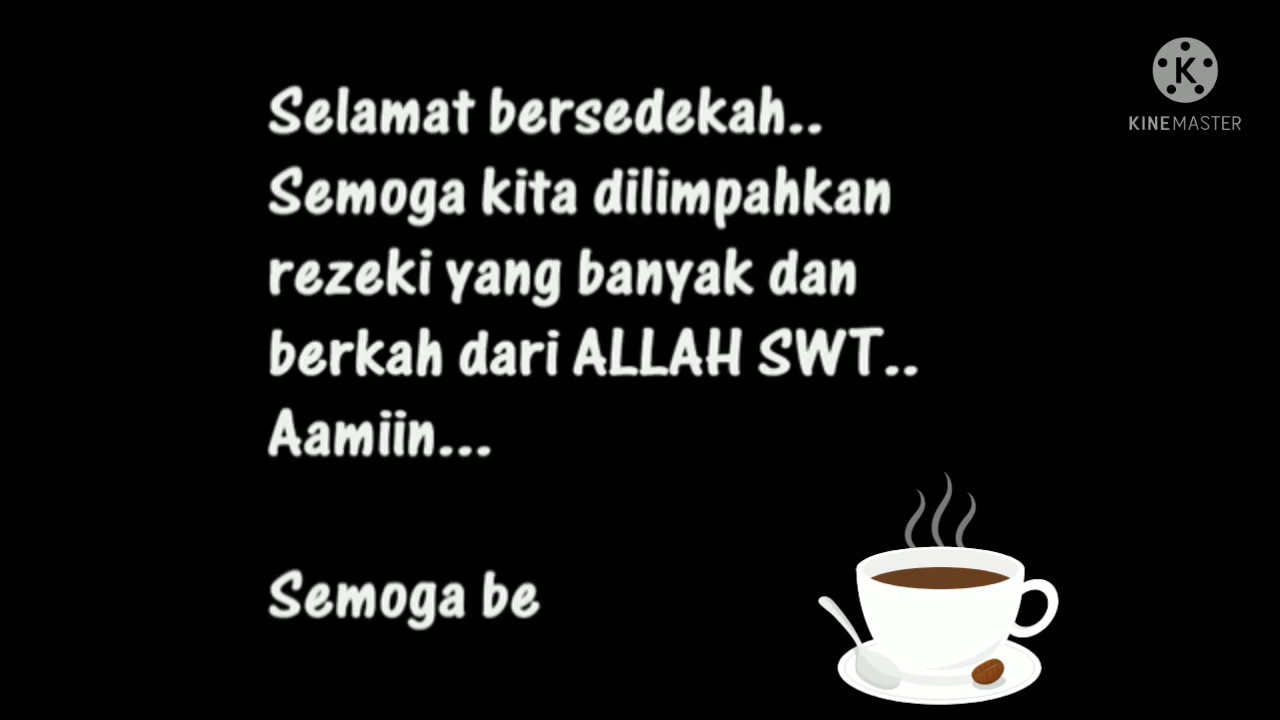 Selamat bersedekah..
Semoga kita dilimpahkan
rezeki yang banyak dan
berkah dari ALLAH SWT..
Aamiin...
Semoga be
K
KINEMASTER